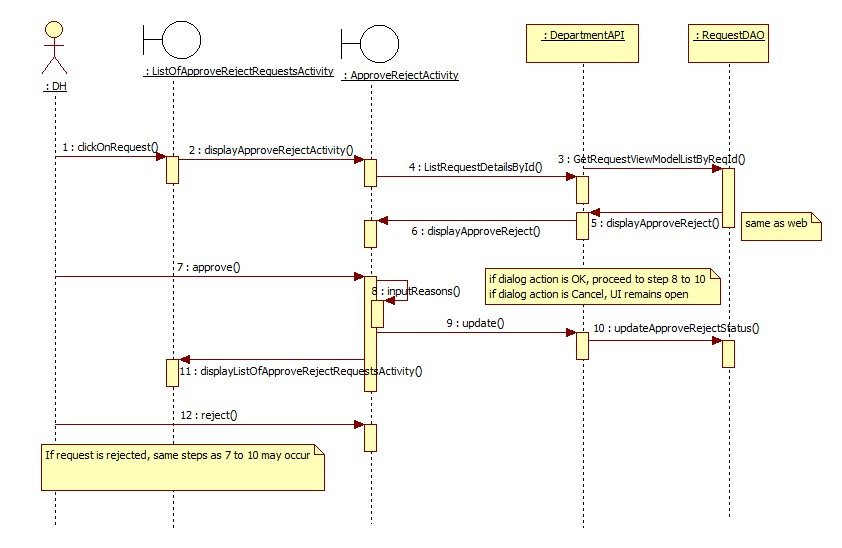 : DH
: ListOfApproveRejectRequestsActivity
: ApproveRejectActivity
: DepartmentAPI
: RequestDAO
1 : clickOnRequest()
2 : displayApproveRejectActivity()
3 : GetRequestViewModelListByReqId()
4 : ListRequestDetailsById()
5 : displayApproveReject()
same as web
6 : displayApproveReject()
7 : approve()
if dialog action is OK, proceed to step 8 to 10
if dialog action is Cancel, UI remains open
8 : inputReasons()
9 : update()
10 : updateApproveRejectStatus()
11 : displayListOfApproveRejectRequestsActivity()
12 : reject()
If request is rejected, same steps as 7 to 10 may occur